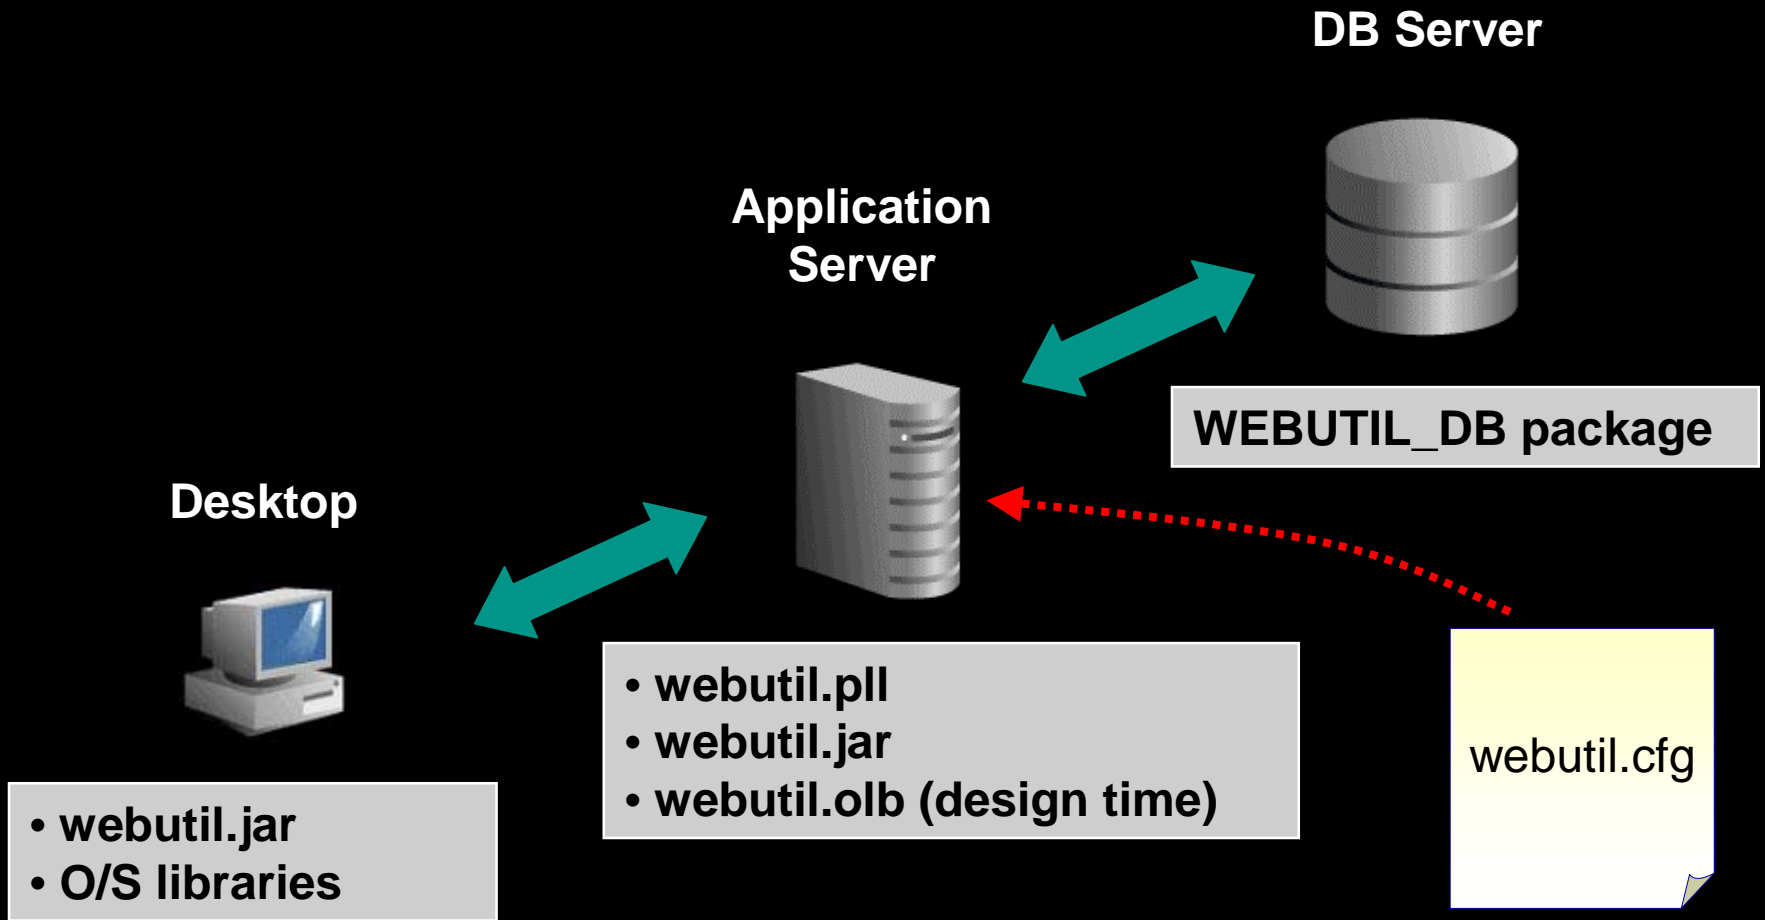 DB Server
Application
Server
WEBUTIL_DB package
Desktop
• webutil.pll
• webutil.jar
• webutil.olb (design time)
webutil.cfg
• webutil.jar
• O/S libraries